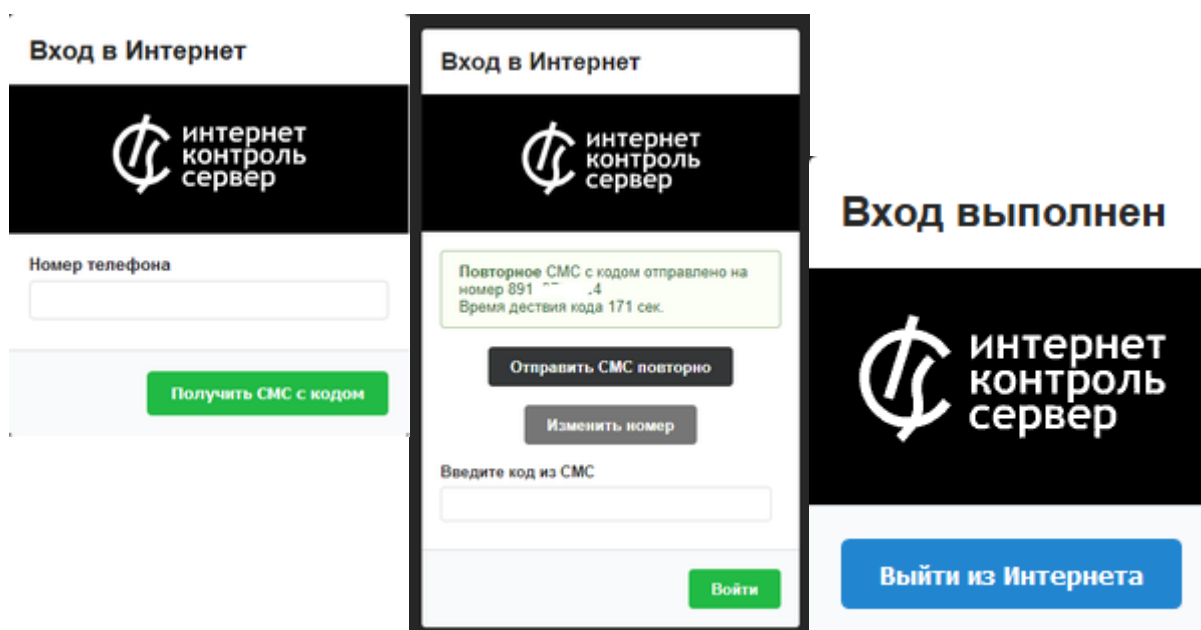 Вход в Интернет
интернет
контроль
сервер
Номер телефона
Получить СМС с кодом
Вход в Интернет
интернет
контроль
сервер
Повторное СМС с кодом отправлено на
номер 891 4
Время дествия кода 171 сек.
Отправить СМС повторно
Изменить номер
Введите код из СМС
Войти
Вход выполнен
интернет
контроль
сервер
Выйти из Интернета